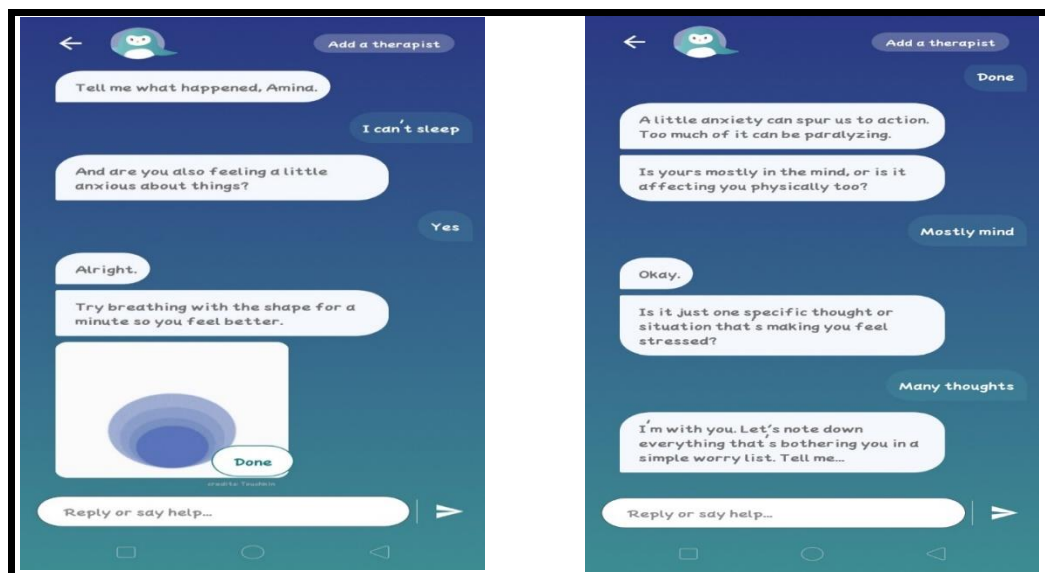 Add a therapist
Tell me what happened, Amina.
I can't sleep
And are you also feeling a little
anxious about things?
Yes
Alright.
Try breathing with the shape for a
minute so you feel better.
Done
Reply or say help...
Add a therapist
Done
A little anxiety can spur us to action.
Too much of it can be paralyzing.
Is yours mostly in the mind, or is it
affecting you physically too?
Mostly mind
Okay.
Is it just one specific thought or
situation that's making you feel
stressed?
Many thoughts
I'm with you. Let's note down
everything that's bothering you in a
simple worry list. Tell me...
Reply or say help...